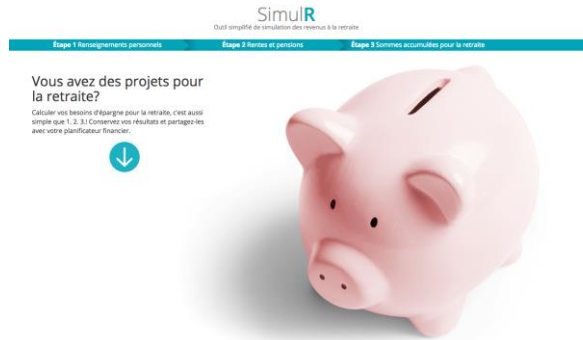 SimulR
Outil simplifié de simulation des revenus à la retraite
Étape 1 Renseignements personnels
Étape 2 Rentes et pensions
Étape 3 Sommes accumulées pour la retraite
Vous avez des projets pour
la retraite?
Calculer vos besoins d'épargne pour la retraite, c'est aussi
simple que 1. 2. 3.! Conservez vos résultats et partagez-les
avec votre planificateur financier.